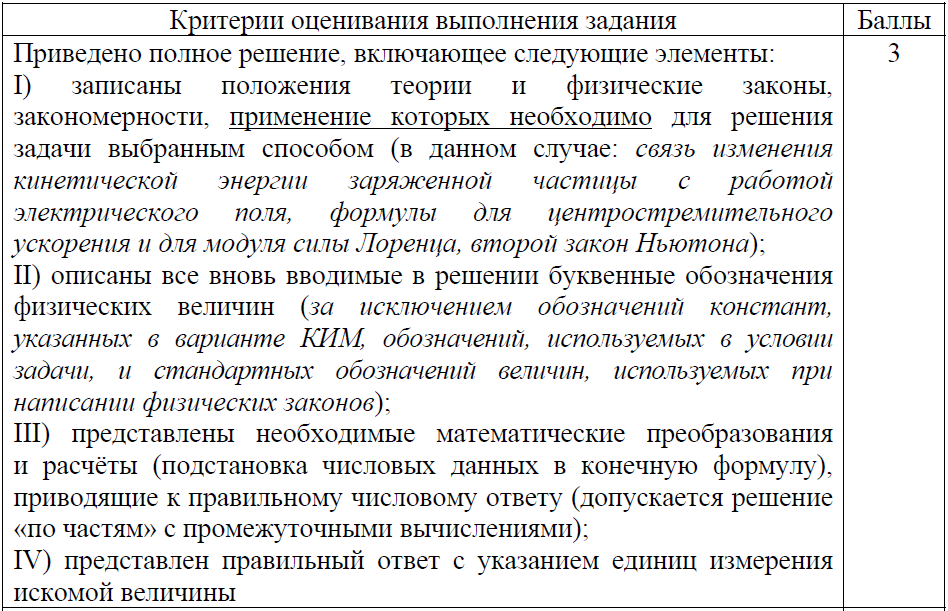 Критерии оценивания выполнения задания Баллы
Приведено полное решение, включающее следующие элементы: 3
I) записаны положения теории и физические законы,
закономерности, применение которых необходимо для решения
задачи выбранным способом (в данном случае: связь изменения
кинетической энергии заряженной частицы с работой
электрического поля, формулы для центростремительного
ускорения и для модуля силы Лоренца, второй закон Ньютона);
II) описаны все вновь вводимые в решении буквенные обозначения
физических величин (за исключением обозначений констант,
указанных в варианте КИМ, обозначений, используемых в условии
задачи, и стандартных обозначений величин, используемых при
написании физических законов);
III) представлены необходимые математические преобразования
и расчёты (подстановка числовых данных в конечную формулу),
приводящие к правильному числовому ответу (допускается решение
«по частям» с промежуточными вычислениями);
IV) представлен правильный ответ с указанием единиц измерения
искомой величины